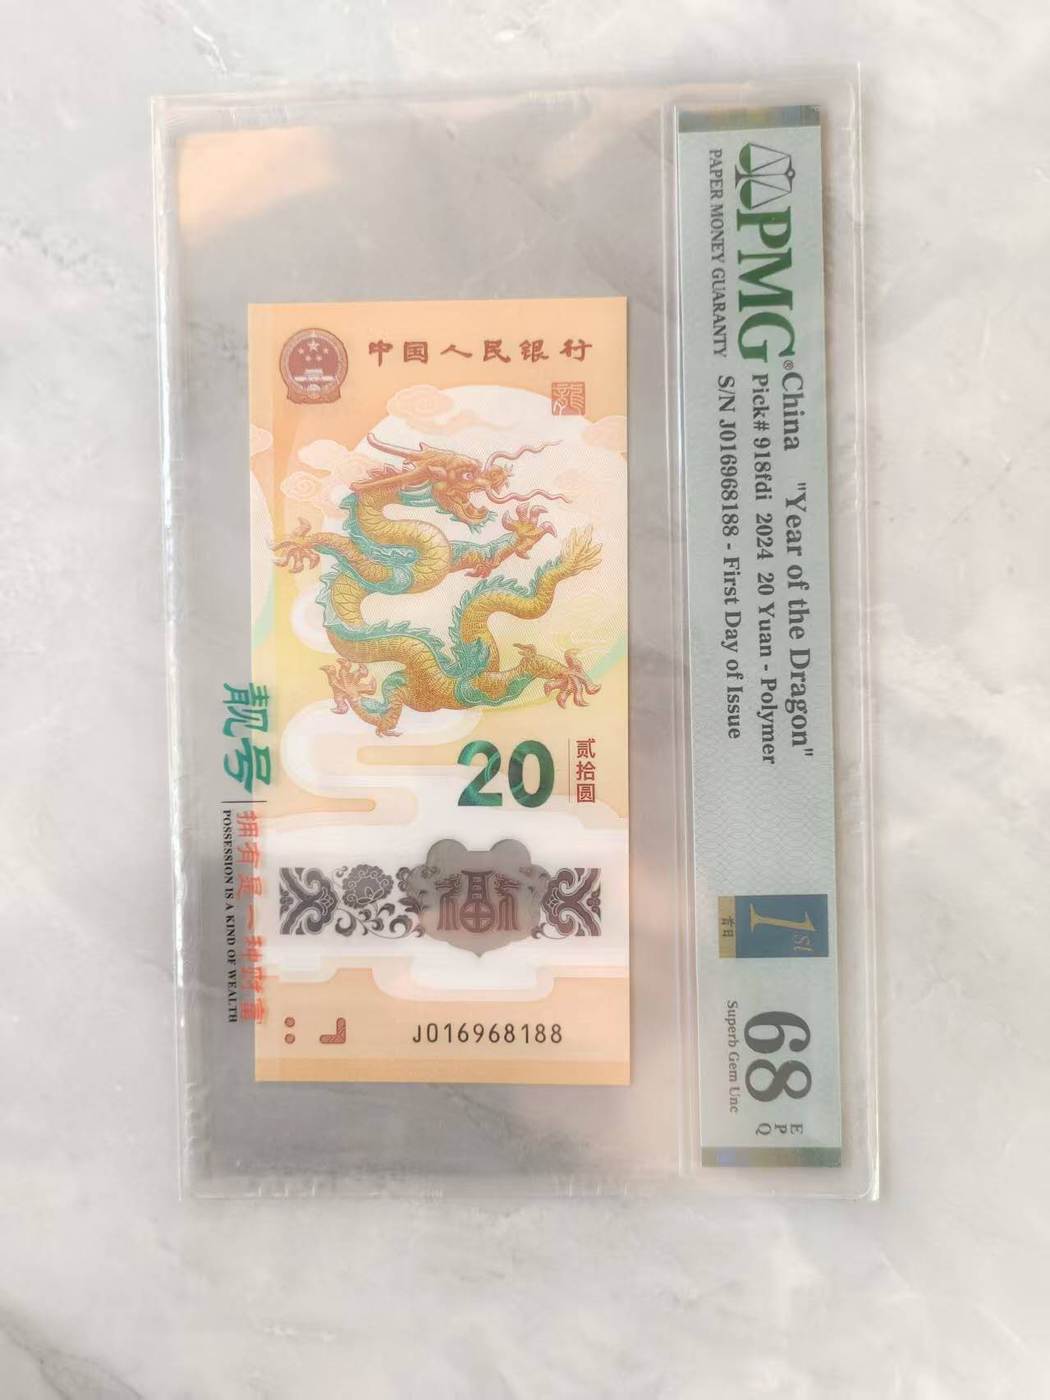 中国人民银行
龍
20
贰拾圆
福
J016968188
靓号
拥有是一种财富
POSSESSION IS A KIND OF WEALTH
PMG®
PAPER MONEY GUARANTY
China "Year of the Dragon"
Pick# 918fdi 2024 20 Yuan - Polymer
S/N J016968188 - First Day of Issue
1st
首日
68
EPQ
Superb Gem Unc